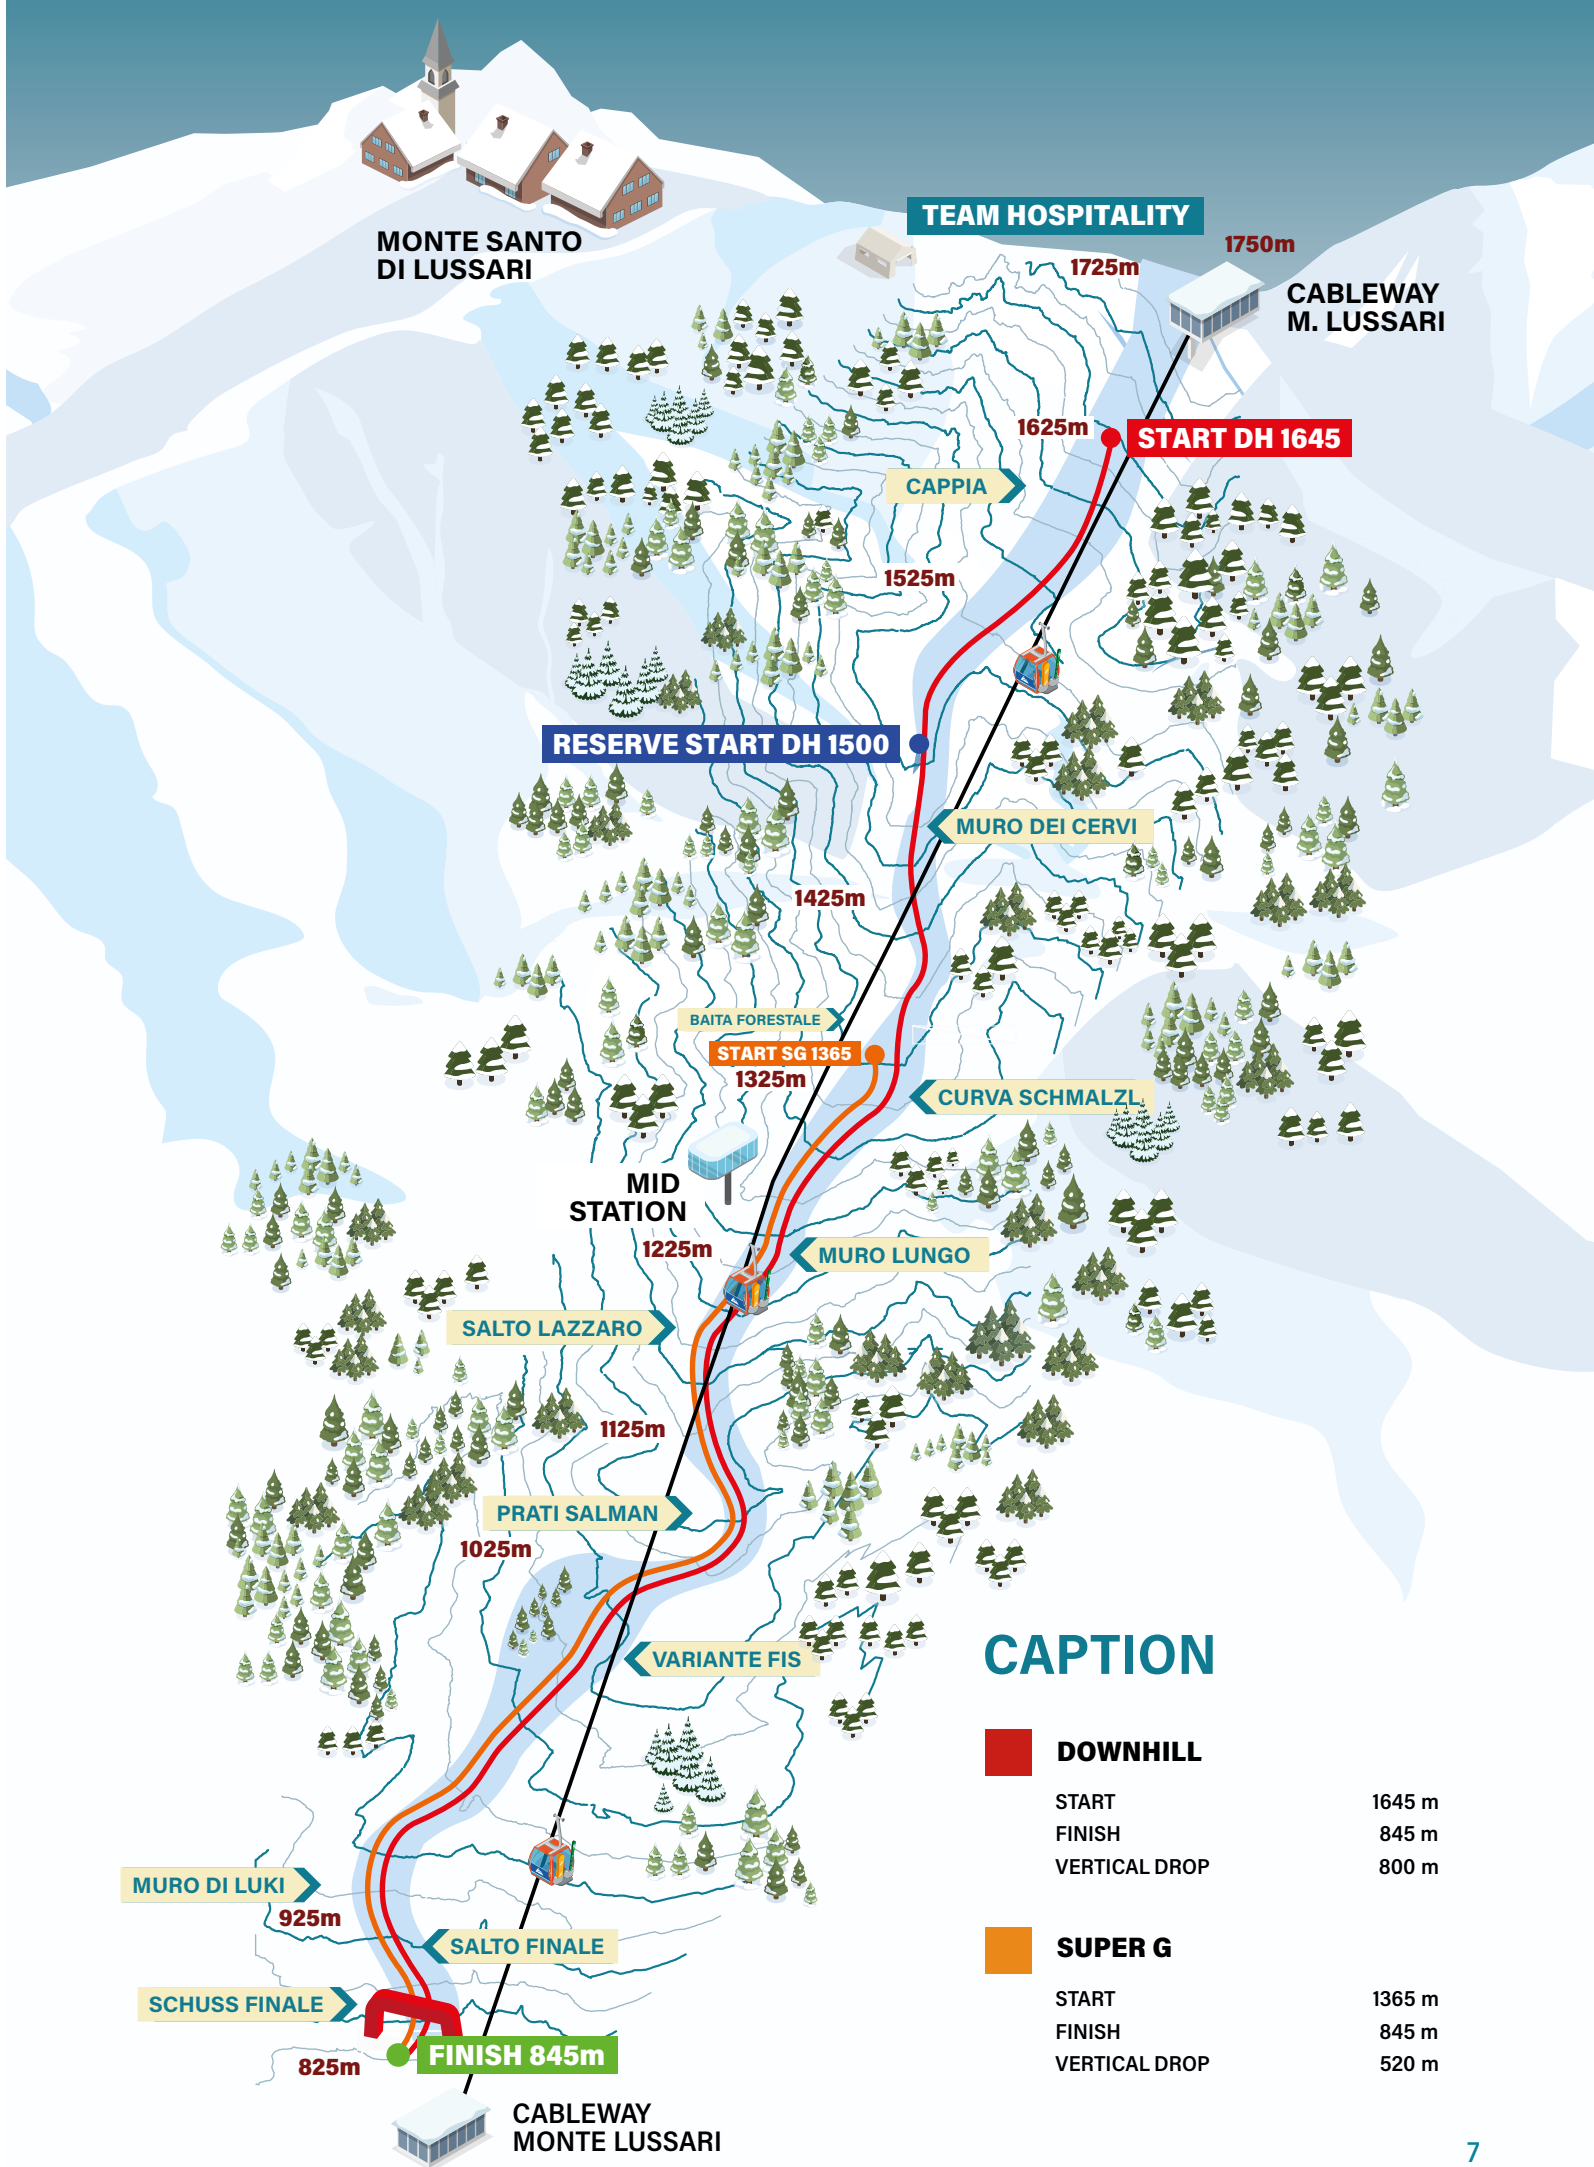 MONTE SANTO
DI LUSSARI
TEAM HOSPITALITY
1750m
1725m
CABLEWAY
M. LUSSARI
1625m
START DH 1645
CAPPIA
1525m
RESERVE START DH 1500
MURO DEI CERVI
1425m
BAITA FORESTALE
START SG 1365
1325m
CURVA SCHMALZL
MID
STATION
1225m
MURO LUNGO
SALTO LAZZARO
1125m
PRATI SALMAN
1025m
VARIANTE FIS
MURO DI LUKI
925m
SALTO FINALE
SCHUSS FINALE
FINISH 845m
825m
CABLEWAY
MONTE LUSSARI
CAPTION
DOWNHILL
START 1645 m
FINISH 845 m
VERTICAL DROP 800 m
SUPER G
START 1365 m
FINISH 845 m
VERTICAL DROP 520 m
7